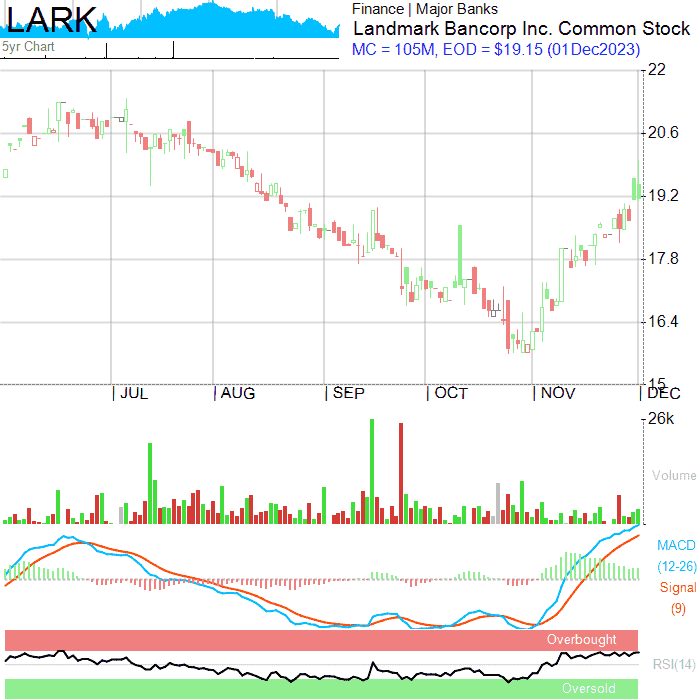 LARK
5yr Chart
Finance | Major Banks
Landmark Bancorp Inc. Common Stock
MC = 105M, EOD = $19.15 (01Dec2023)
22
20.6
19.2
17.8
16.4
15
JUL
AUG
SEP
OCT
NOV
DEC
26k
Volume
MACD
(12-26)
Signal
(9)
Overbought
RSI(14)
Oversold